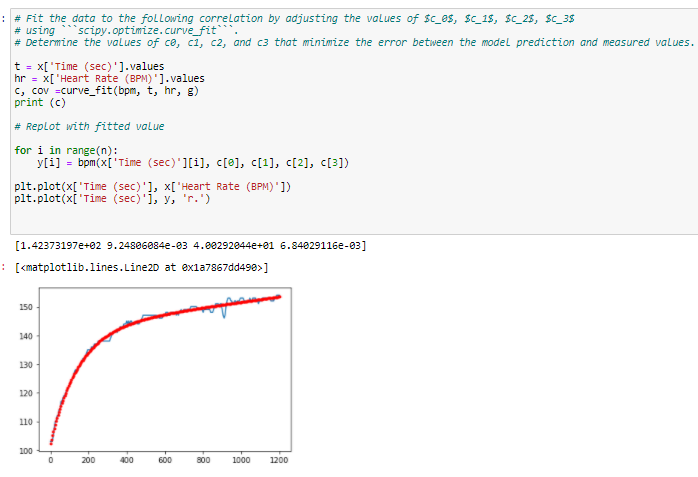 : # Fit the data to the following correlation by adjusting the values of $c_0$, $c_1$, $c_2$, $c_3$
# using ```scipy.optimize.curve_fit```.
# Determine the values of c0, c1, c2, and c3 that minimize the error between the model prediction and measured values.
t = x['Time (sec)'].values
hr = x['Heart Rate (BPM)'].values
c, cov =curve_fit(bpm, t, hr, g)
print (c)
# Replot with fitted value
for i in range(n):
    y[i] = bpm(x['Time (sec)'][i], c[0], c[1], c[2], c[3])
plt.plot(x['Time (sec)'], x['Heart Rate (BPM)'])
plt.plot(x['Time (sec)'], y, 'r.')
[1.42373197e+02 9.24806084e-03 4.00292044e+01 6.84029116e-03]
: [<matplotlib.lines.Line2D at 0x1a7867dd490>]
150
140
130
120
110
100
0 200 400 600 800 1000 1200